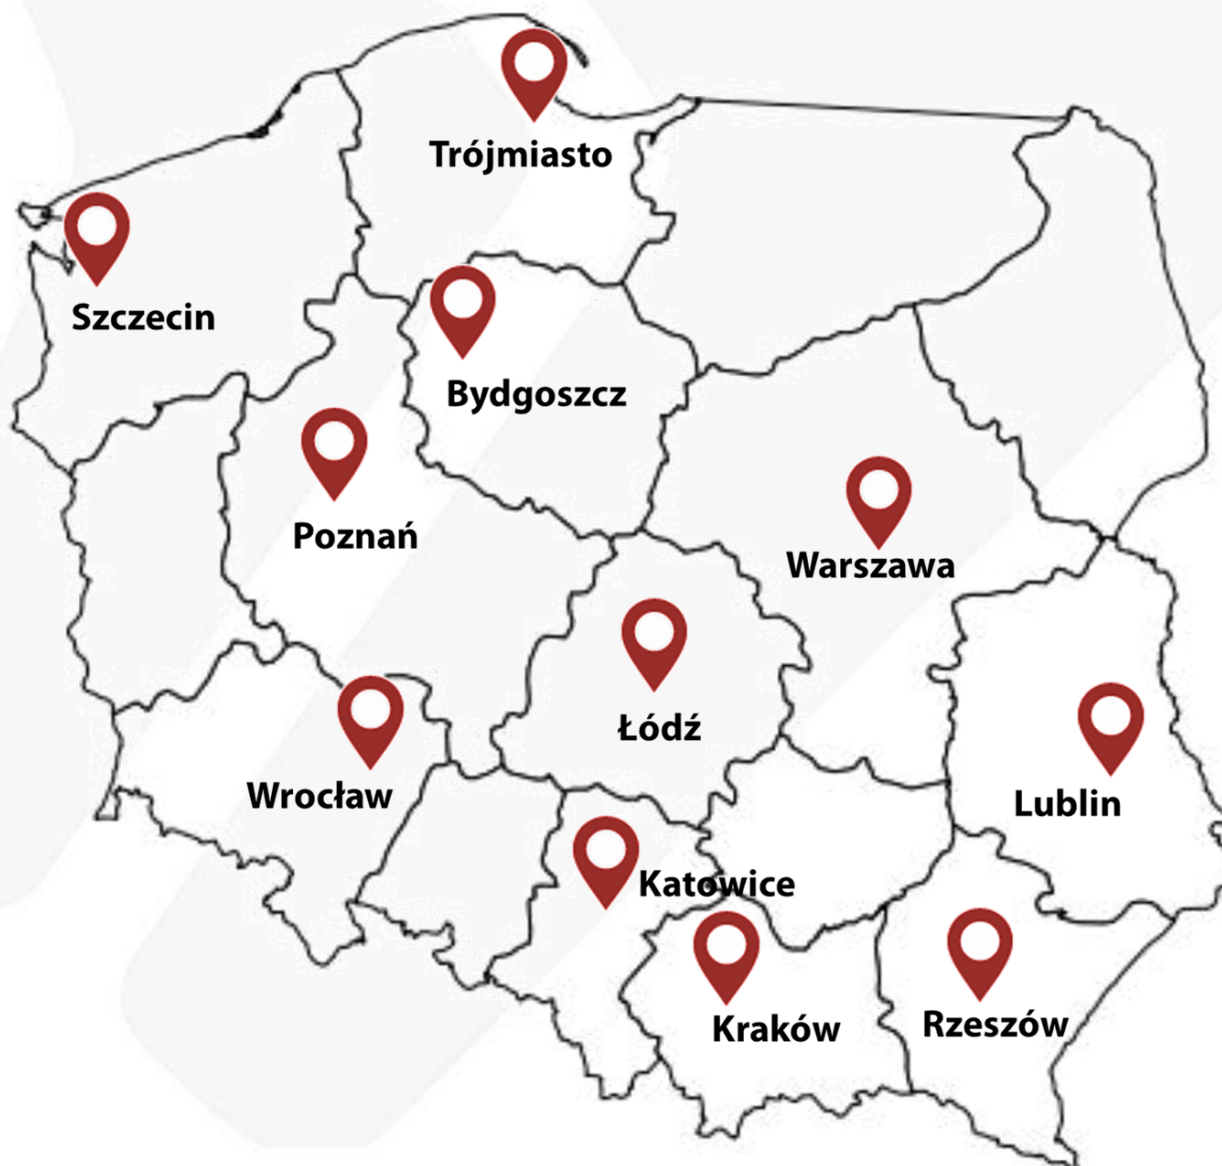 Trójmiasto
Szczecin
Bydgoszcz
Poznań
Warszawa
Łódź
Wrocław
Lublin
Katowice
Kraków
Rzeszów